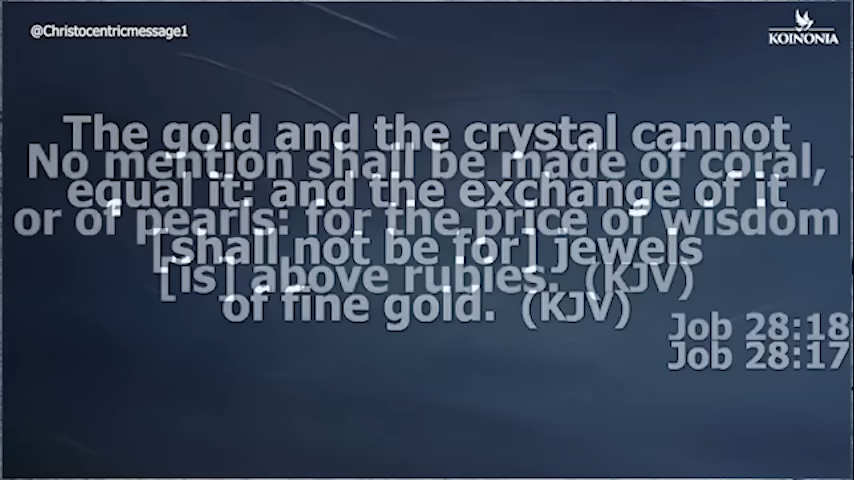 @Christocentricmessage1
KOINONIA
The gold and the crystal cannot
No mention shall be made of coral,
equal it: and the exchange of it
or of pearls: for the price of wisdom
[shall not be for] jewels
[is] above rubies. (KJV)
of fine gold. (KJV)
Job 28:18
Job 28:17